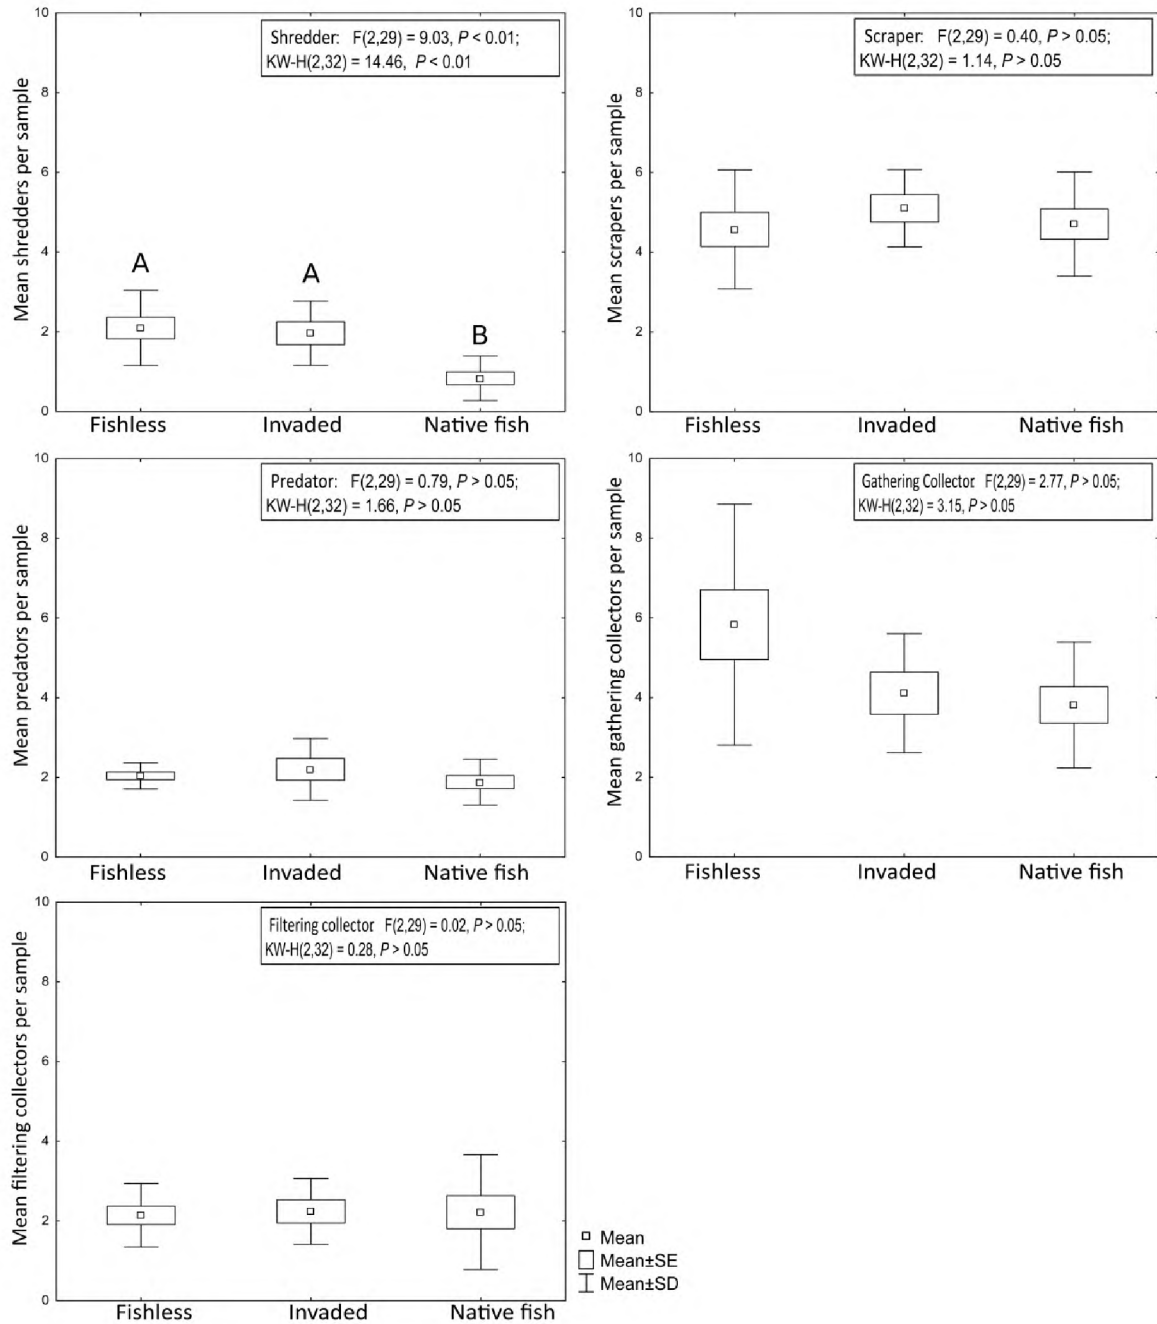 Shredder: F(2,29) = 9.03, P < 0.01;
KW-H(2,32) = 14.46, P < 0.01
Mean shredders per sample
10
8
6
4
2
0
A
A
B
Fishless Invaded Native fish
Scraper: F(2,29) = 0.40, P > 0.05;
KW-H(2,32) = 1.14, P > 0.05
Mean scrapers per sample
10
8
6
4
2
0
Fishless Invaded Native fish
Predator: F(2,29) = 0.79, P > 0.05;
KW-H(2,32) = 1.66, P > 0.05
Mean predators per sample
10
8
6
4
2
0
Fishless Invaded Native fish
Gathering Collector F(2,29) = 2.77, P > 0.05;
KW-H(2,32) = 3.15, P > 0.05
Mean gathering collectors per sample
10
8
6
4
2
0
Fishless Invaded Native fish
Filtering collector F(2,29) = 0.02, P > 0.05;
KW-H(2,32) = 0.28, P > 0.05
Mean filtering collectors per sample
10
8
6
4
2
0
Fishless Invaded Native fish
Mean
Mean±SE
Mean±SD